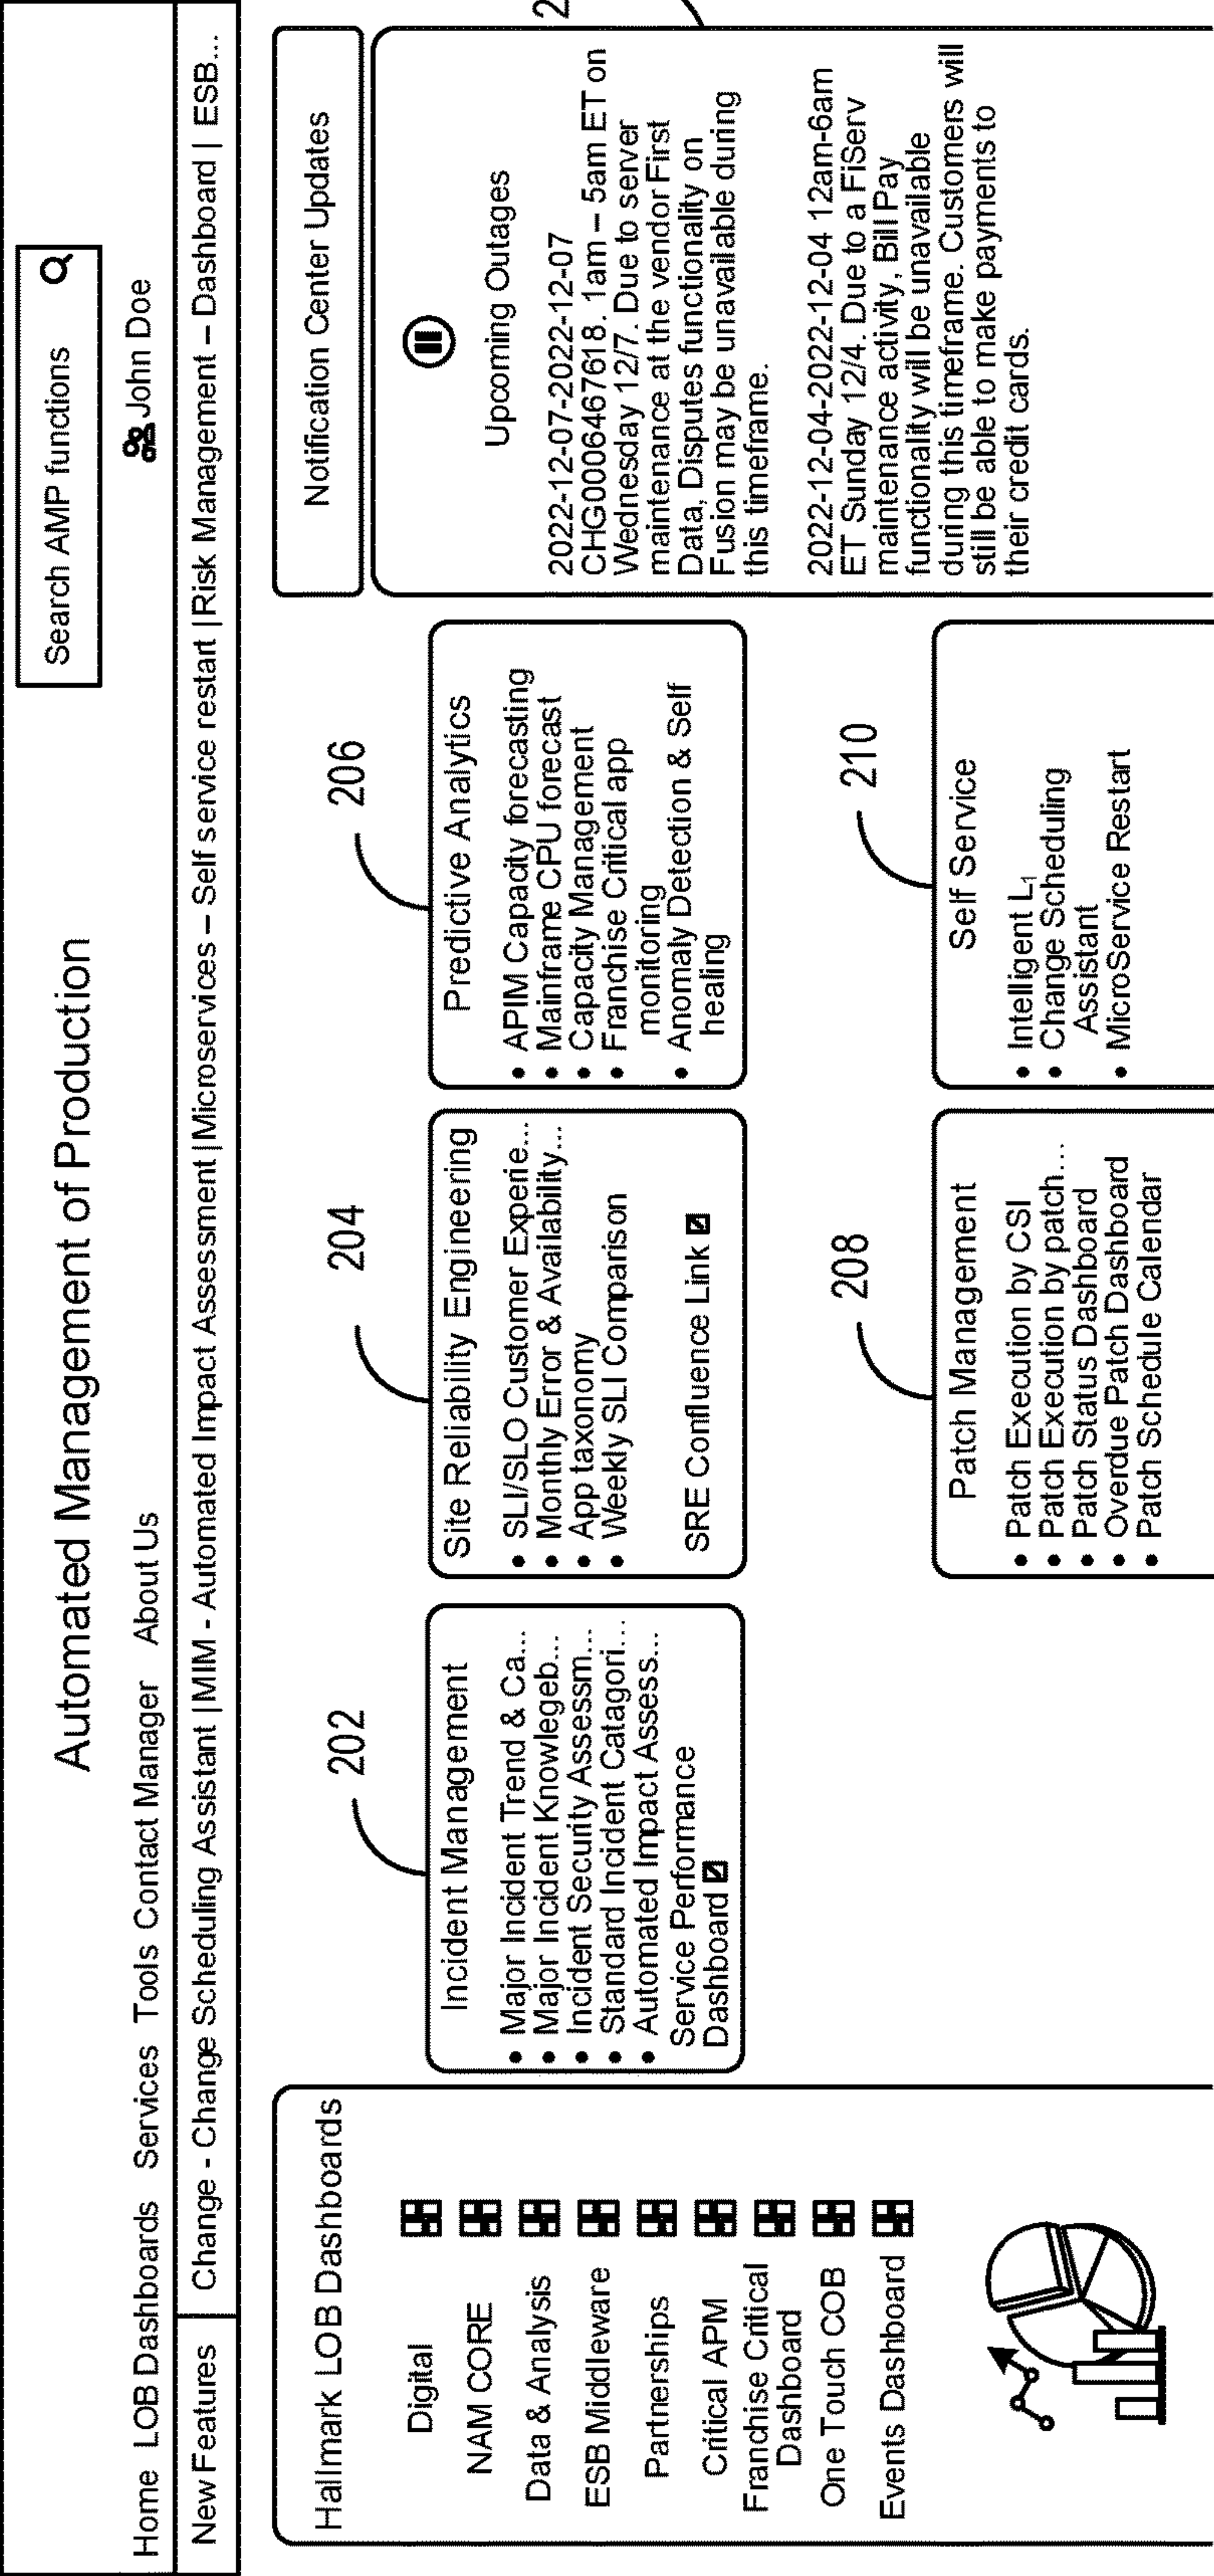 Automated Management of Production
Search AMP functions
Home LOB Dashboards Services Tools Contact Manager About Us
John Doe
New Features
Change - Change Scheduling Assistant | MIM - Automated Impact Assessment | Microservices – Self service restart | Risk Management – Dashboard | ESB...
Hallmark LOB Dashboards
Digital
NAM CORE
Data & Analysis
ESB Middleware
Partnerships
Critical APM
Franchise Critical
Dashboard
One Touch COB
Events Dashboard
202
Incident Management
• Major Incident Trend & Ca...
• Major Incident Knowlegeb...
• Incident Security Assessm...
• Standard Incident Catagori...
• Automated Impact Assess...
Service Performance
Dashboard
204
Site Reliability Engineering
• SLI/SLO Customer Experie...
• Monthly Error & Availability...
• App taxonomy
• Weekly SLI Comparison
SRE Confluence Link
206
Predictive Analytics
• APIM Capacity forecasting
• Mainframe CPU forecast
• Capacity Management
• Franchise Critical app
monitoring
• Anomaly Detection & Self
healing
208
Patch Management
• Patch Execution by CSI
• Patch Execution by patch...
• Patch Status Dashboard
• Overdue Patch Dashboard
• Patch Schedule Calendar
210
Self Service
• Intelligent L1
• Change Scheduling
Assistant
• MicroService Restart
Notification Center Updates
2
Upcoming Outages
2022-12-07-2022-12-07
CHG0006467618. 1am – 5am ET on
Wednesday 12/7. Due to server
maintenance at the vendor First
Data, Disputes functionality on
Fusion may be unavailable during
this timeframe.
2022-12-04-2022-12-04 12am-6am
ET Sunday 12/4. Due to a FiServ
maintenance activity, Bill Pay
functionality will be unavailable
during this timeframe. Customers will
still be able to make payments to
their credit cards.